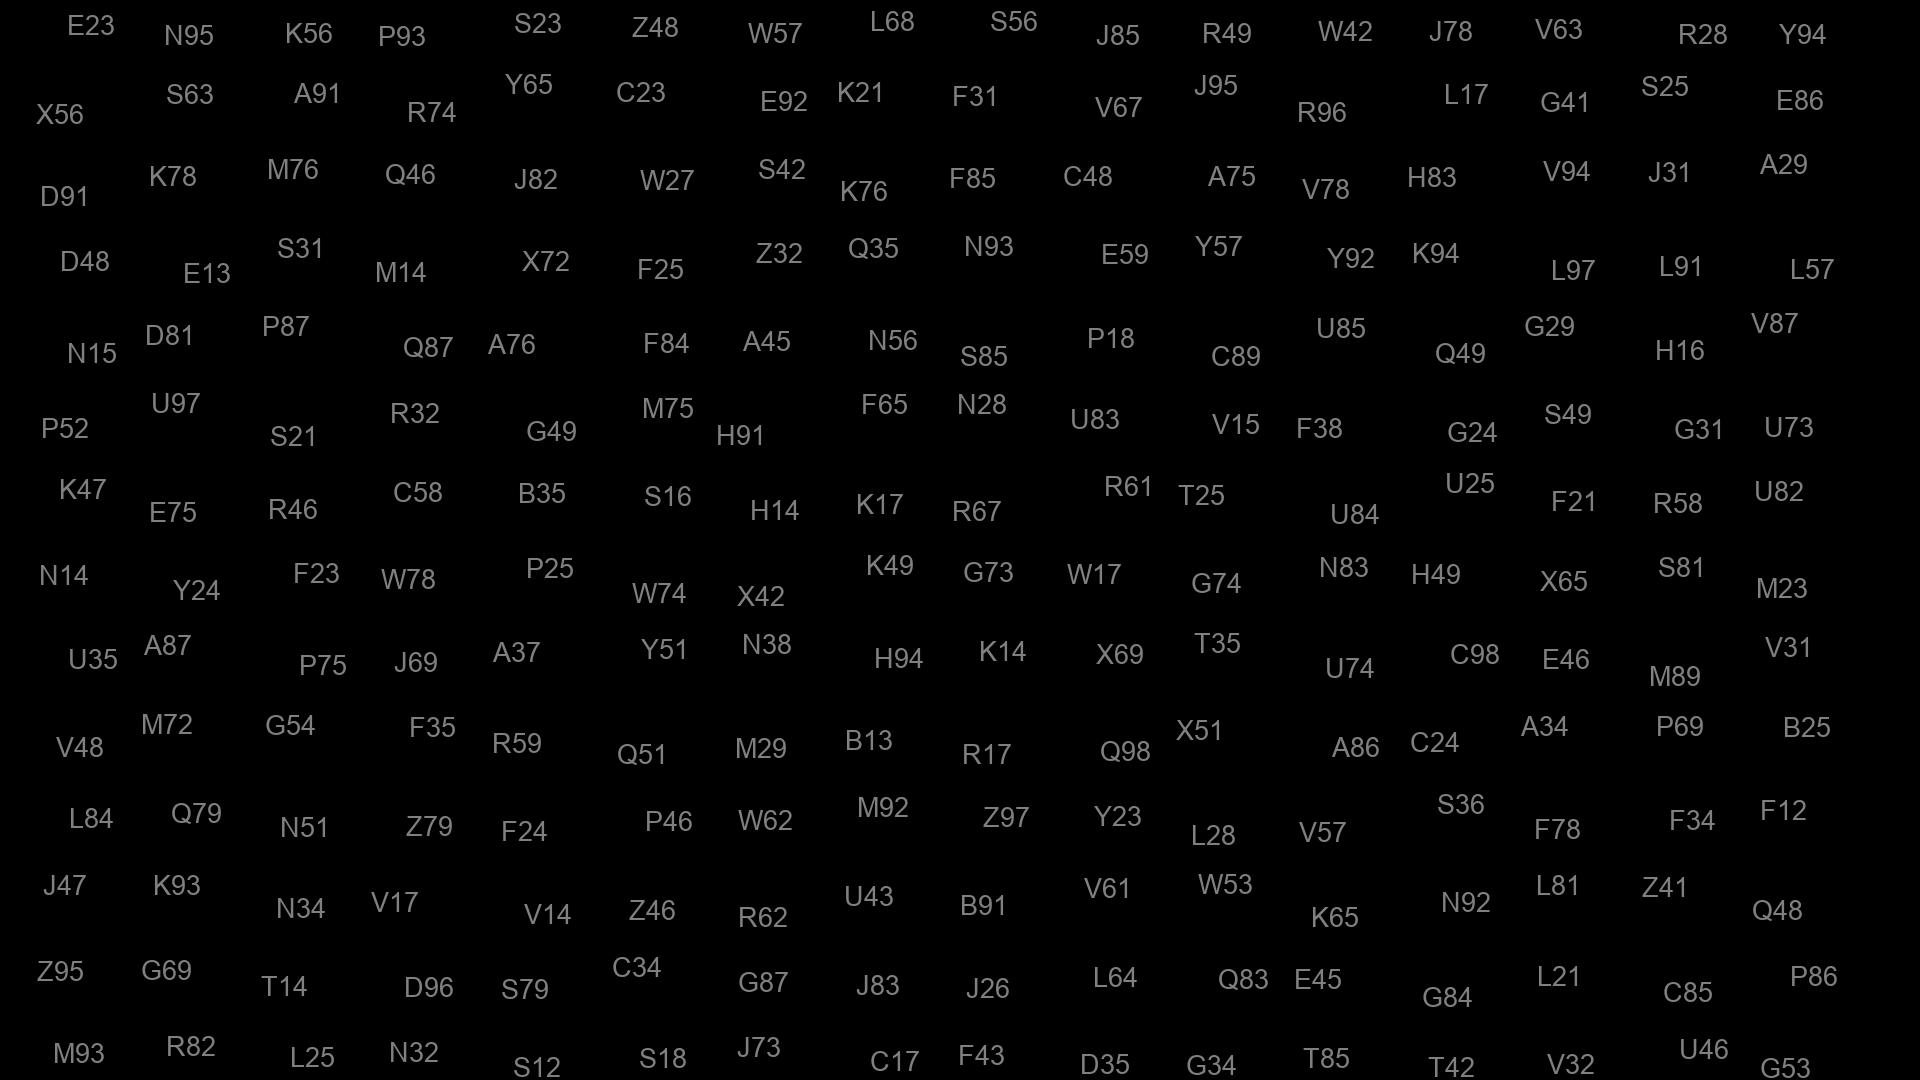 E23 N95 K56 P93 S23 Z48 W57 L68 S56 J85 R49 W42 J78 V63 R28 Y94
X56 S63 A91 R74 Y65 C23 E92 K21 F31 V67 J95 R96 L17 G41 S25 E86
D91 K78 M76 Q46 J82 W27 S42 K76 F85 C48 A75 V78 H83 V94 J31 A29
D48 E13 S31 M14 X72 F25 Z32 Q35 N93 E59 Y57 Y92 K94 L97 L91 L57
N15 D81 P87 Q87 A76 F84 A45 N56 S85 P18 C89 U85 Q49 G29 H16 V87
P52 U97 S21 R32 G49 M75 H91 F65 N28 U83 V15 F38 G24 S49 G31 U73
K47 E75 R46 C58 B35 S16 H14 K17 R67 R61 T25 U84 U25 F21 R58 U82
N14 Y24 F23 W78 P25 W74 X42 K49 G73 W17 G74 N83 H49 X65 S81 M23
U35 A87 P75 J69 A37 Y51 N38 H94 K14 X69 T35 U74 C98 E46 M89 V31
V48 M72 G54 F35 R59 Q51 M29 B13 R17 Q98 X51 A86 C24 A34 P69 B25
L84 Q79 N51 Z79 F24 P46 W62 M92 Z97 Y23 L28 V57 S36 F78 F34 F12
J47 K93 N34 V17 V14 Z46 R62 U43 B91 V61 W53 K65 N92 L81 Z41 Q48
Z95 G69 T14 D96 S79 C34 G87 J83 J26 L64 Q83 E45 G84 L21 C85 P86
M93 R82 L25 N32 S12 S18 J73 C17 F43 D35 G34 T85 T42 V32 U46 G53